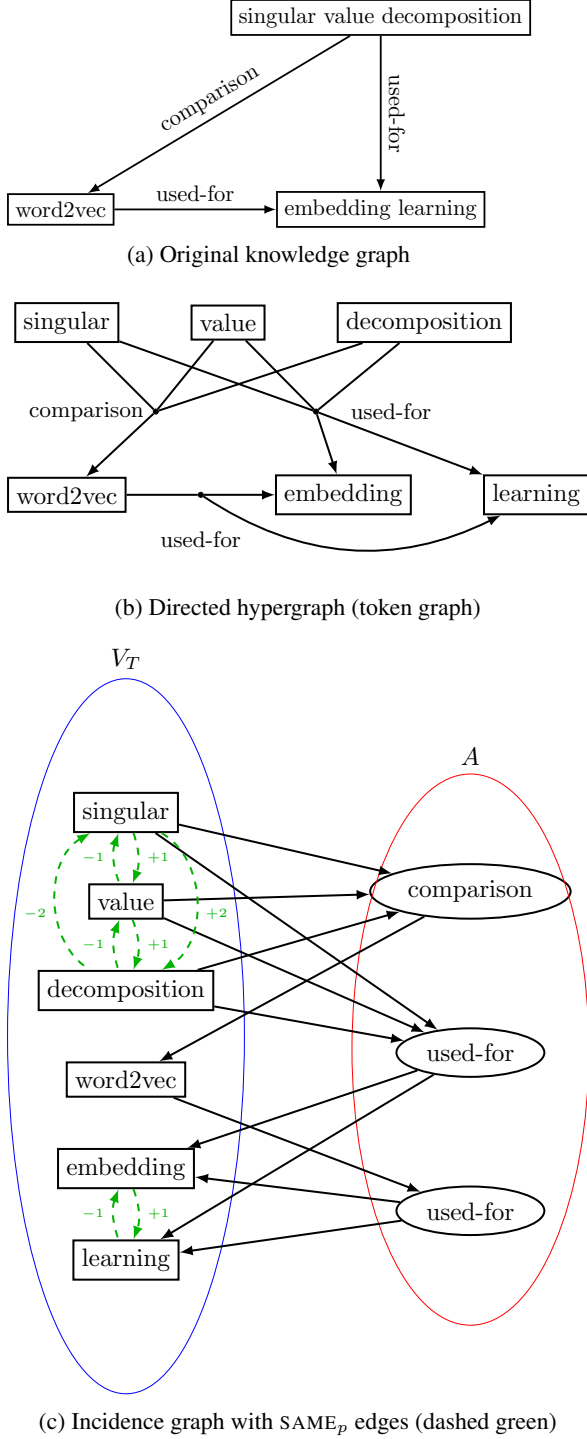 singular value decomposition
comparison
used-for
word2vec
used-for
embedding learning
(a) Original knowledge graph
singular
value
decomposition
comparison
used-for
word2vec
embedding
learning
used-for
(b) Directed hypergraph (token graph)
V_T
A
singular
−1
+1
comparison
value
−2
+2
−1
+1
decomposition
used-for
word2vec
embedding
−1
+1
used-for
learning
(c) Incidence graph with SAME_p edges (dashed green)